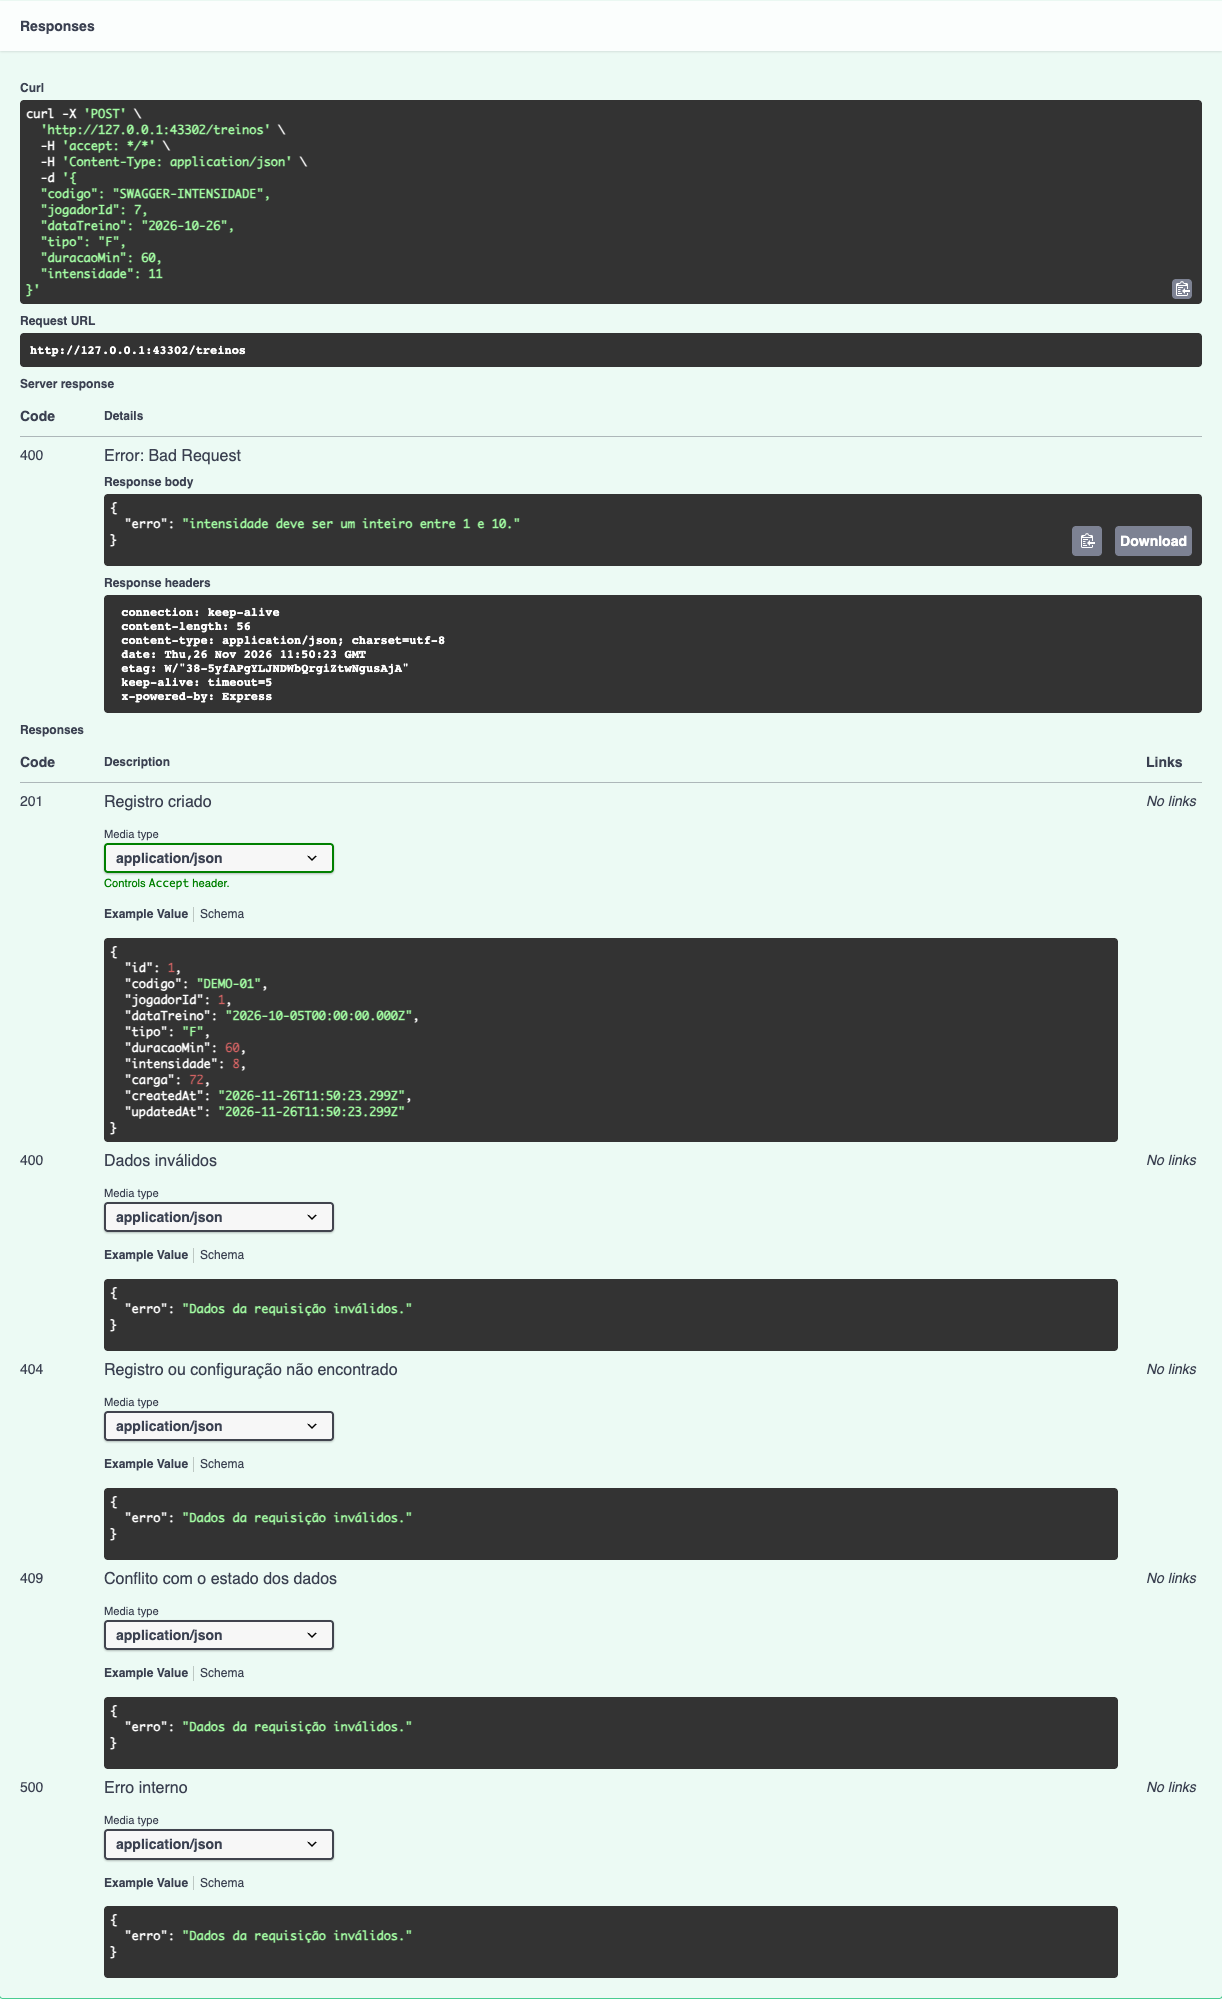 Responses
Curl
curl -X 'POST' \
  'http://127.0.0.1:43302/treinos' \
  -H 'accept: */*' \
  -H 'Content-Type: application/json' \
  -d '{
  "codigo": "SWAGGER-INTENSIDADE",
  "jogadorId": 7,
  "dataTreino": "2026-10-26",
  "tipo": "F",
  "duracaoMin": 60,
  "intensidade": 11
}'
Request URL
http://127.0.0.1:43302/treinos
Server response
Code Details
400 Error: Bad Request
Response body
{
  "erro": "intensidade deve ser um inteiro entre 1 e 10."
}
Download
Response headers
connection: keep-alive
content-length: 56
content-type: application/json; charset=utf-8
date: Thu,26 Nov 2026 11:50:23 GMT
etag: W/"38-5yfAPgYLJNDWbQrgiZtwNgusAjA"
keep-alive: timeout=5
x-powered-by: Express
Responses
Code Description Links
201 Registro criado No links
Media type
application/json
Controls Accept header.
Example Value Schema
{
  "id": 1,
  "codigo": "DEMO-01",
  "jogadorId": 1,
  "dataTreino": "2026-10-05T00:00:00.000Z",
  "tipo": "F",
  "duracaoMin": 60,
  "intensidade": 8,
  "carga": 72,
  "createdAt": "2026-11-26T11:50:23.299Z",
  "updatedAt": "2026-11-26T11:50:23.299Z"
}
400 Dados inválidos No links
Media type
application/json
Example Value Schema
{
  "erro": "Dados da requisição inválidos."
}
404 Registro ou configuração não encontrado No links
Media type
application/json
Example Value Schema
{
  "erro": "Dados da requisição inválidos."
}
409 Conflito com o estado dos dados No links
Media type
application/json
Example Value Schema
{
  "erro": "Dados da requisição inválidos."
}
500 Erro interno No links
Media type
application/json
Example Value Schema
{
  "erro": "Dados da requisição inválidos."
}